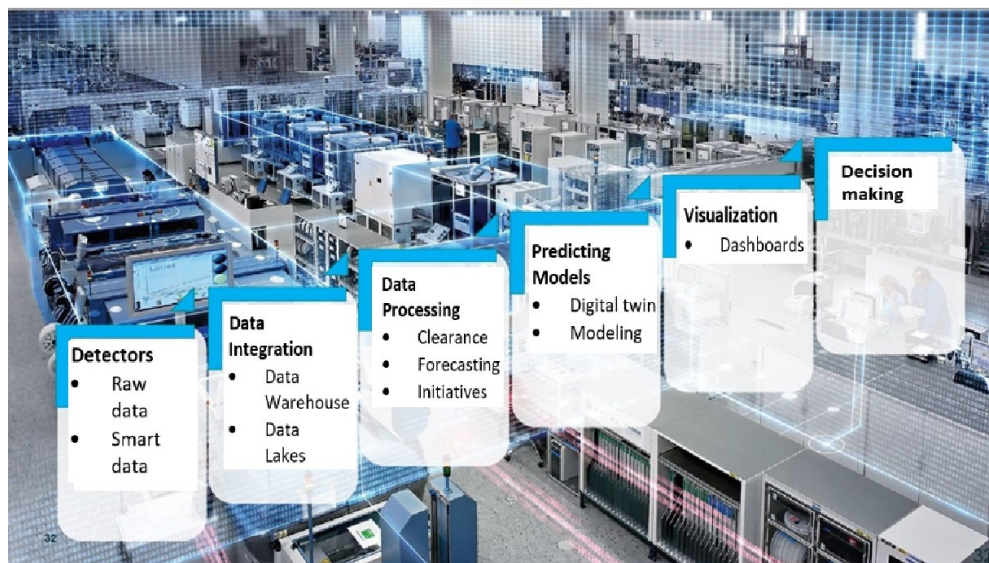 Detectors
• Raw
data
• Smart
data
Data
Integration
• Data
Warehouse
• Data
Lakes
Data
Processing
• Clearance
• Forecasting
• Initiatives
Predicting
Models
• Digital twin
• Modeling
Visualization
• Dashboards
Decision
making
32